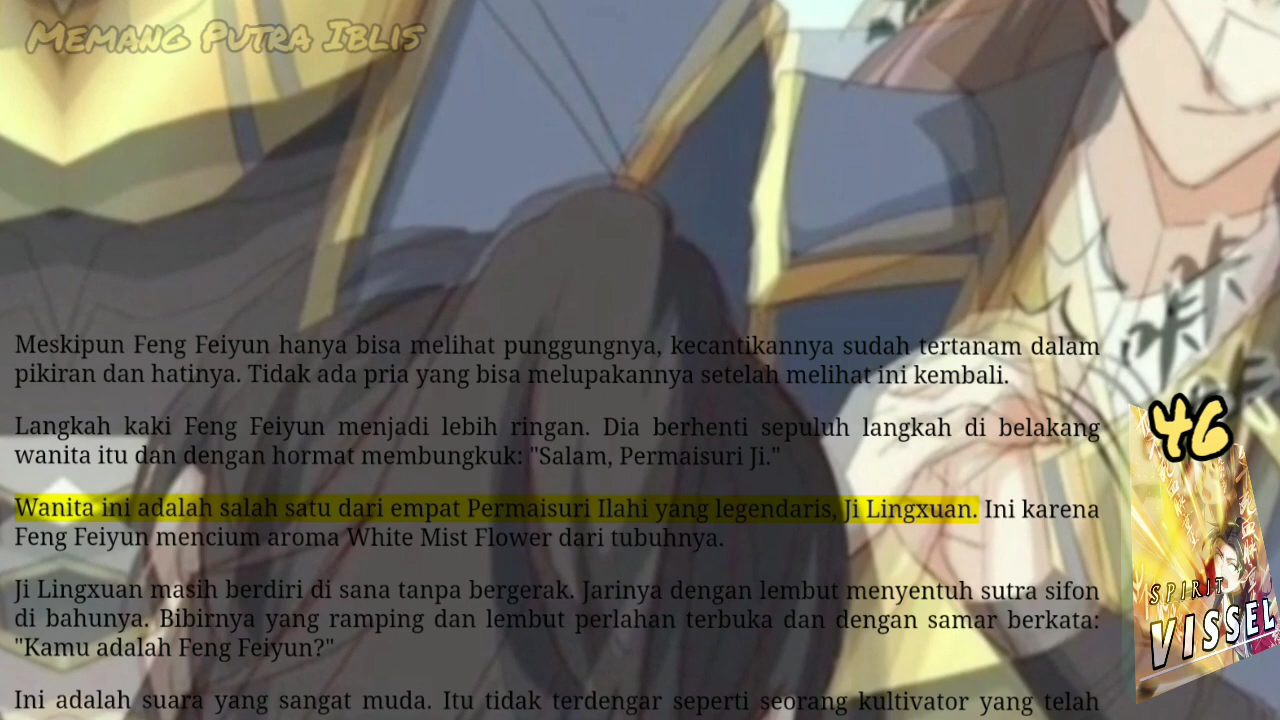 Memang Putra Iblis
Meskipun Feng Feiyun hanya bisa melihat punggungnya, kecantikannya sudah tertanam dalam
pikiran dan hatinya. Tidak ada pria yang bisa melupakannya setelah melihat ini kembali.
Langkah kaki Feng Feiyun menjadi lebih ringan. Dia berhenti sepuluh langkah di belakang
wanita itu dan dengan hormat membungkuk: "Salam, Permaisuri Ji."
Wanita ini adalah salah satu dari empat Permaisuri Ilahi yang legendaris, Ji Lingxuan. Ini karena
Feng Feiyun mencium aroma White Mist Flower dari tubuhnya.
Ji Lingxuan masih berdiri di sana tanpa bergerak. Jarinya dengan lembut menyentuh sutra sifon
di bahunya. Bibirnya yang ramping dan lembut perlahan terbuka dan dengan samar berkata:
"Kamu adalah Feng Feiyun?"
Ini adalah suara yang sangat muda. Itu tidak terdengar seperti seorang kultivator yang telah
46
SPIRIT
VISSEL